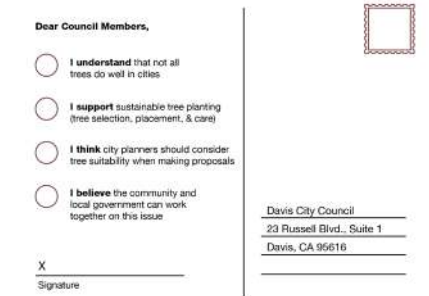 Dear Council Members,
I understand that not all
trees do well in cities
I support sustainable tree planting
(tree selection, placement, & care)
I think city planners should consider
tree suitability when making proposals
I believe the community and
local government can work
together on this issue
X
Signature
Davis City Council
23 Russell Blvd., Suite 1
Davis, CA 95616